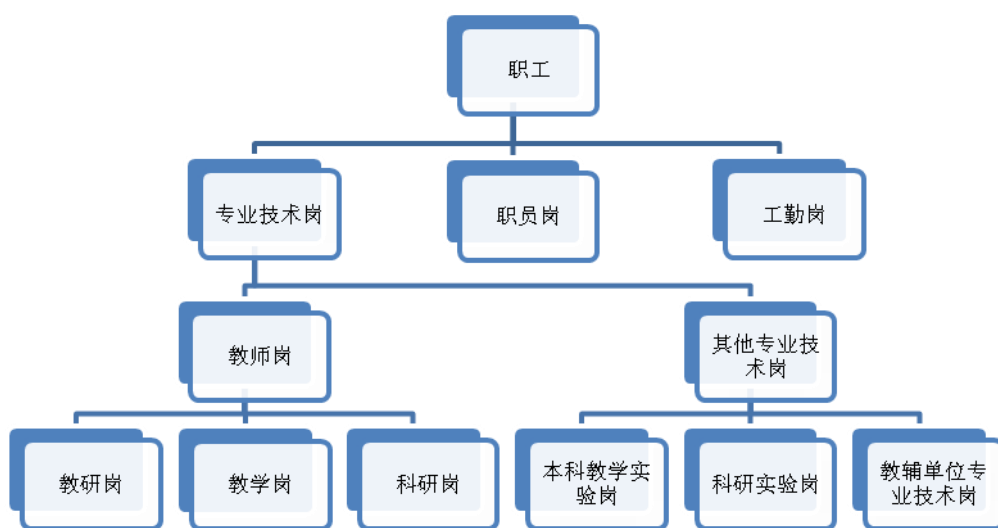 职工
专业技术岗
职员岗
工勤岗
教师岗
其他专业技
术岗
教研岗
教学岗
科研岗
本科教学实
验岗
科研实验岗
教辅单位专
业技术岗